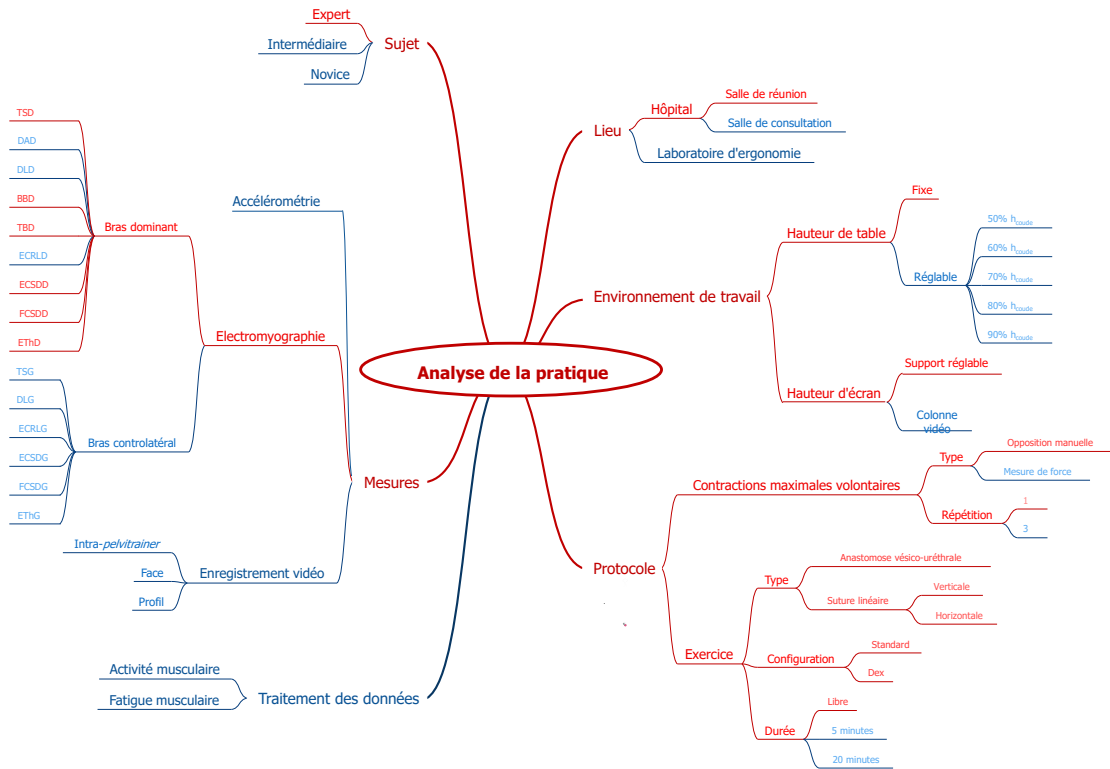 Analyse de la pratique
Sujet
Expert
Intermédiaire
Novice
Lieu
Hôpital
Salle de réunion
Salle de consultation
Laboratoire d'ergonomie
Environnement de travail
Hauteur de table
Fixe
Réglable
50% hcoude
60% hcoude
70% hcoude
80% hcoude
90% hcoude
Hauteur d'écran
Support réglable
Colonne
vidéo
Protocole
Contractions maximales volontaires
Type
Opposition manuelle
Mesure de force
Répétition
1
3
Exercice
Type
Anastomose vésico-uréthrale
Suture linéaire
Verticale
Horizontale
Configuration
Standard
Dex
Durée
Libre
5 minutes
20 minutes
Mesures
Accélérométrie
Electromyographie
Bras dominant
TSD
DAD
DLD
BBD
TBD
ECRLD
ECSDD
FCSDD
EThD
Bras controlatéral
TSG
DLG
ECRLG
ECSDG
FCSDG
EThG
Enregistrement vidéo
Intra-pelvitrainer
Face
Profil
Traitement des données
Activité musculaire
Fatigue musculaire